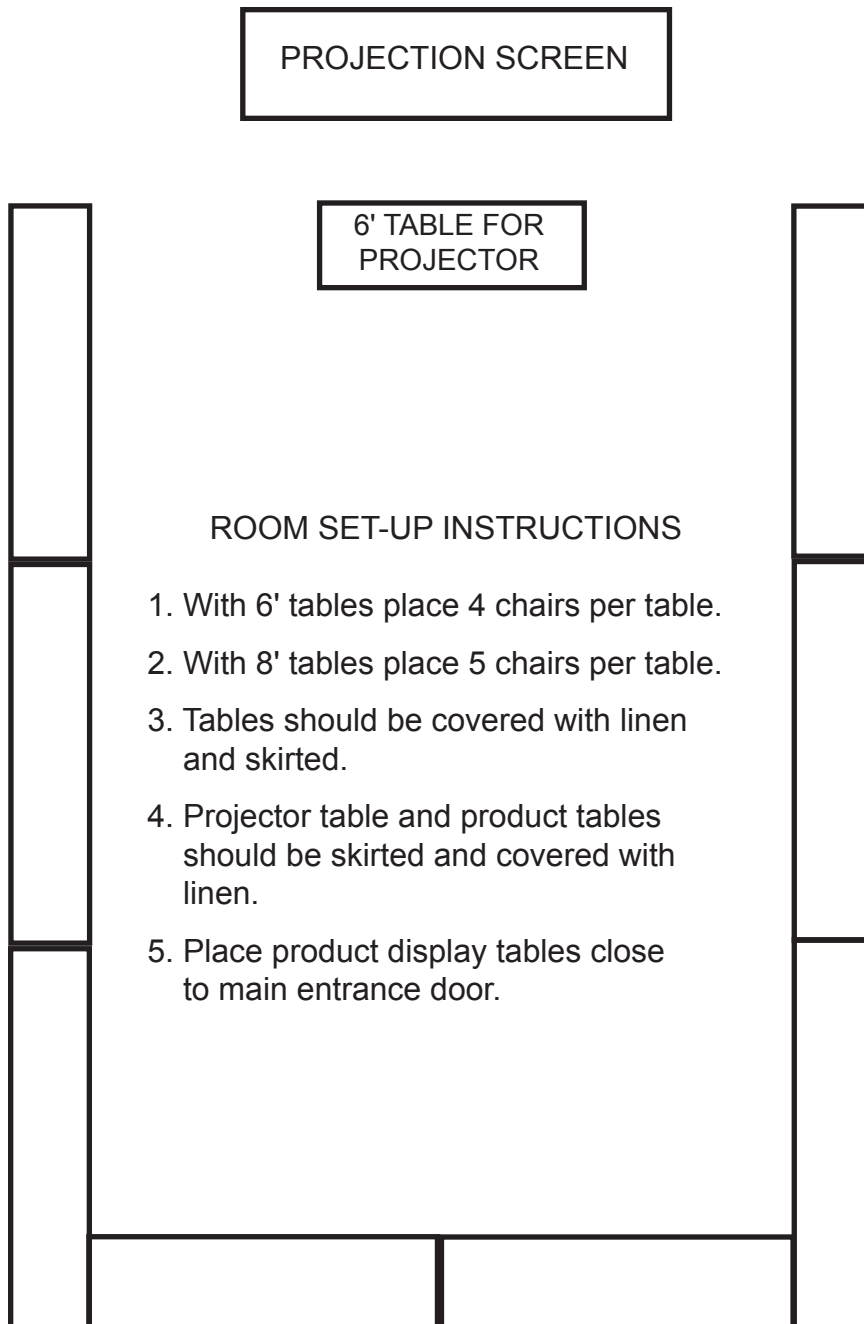 PROJECTION SCREEN
6' TABLE FOR
PROJECTOR
ROOM SET-UP INSTRUCTIONS
1. With 6' tables place 4 chairs per table.
2. With 8' tables place 5 chairs per table.
3. Tables should be covered with linen
and skirted.
4. Projector table and product tables
should be skirted and covered with
linen.
5. Place product display tables close
to main entrance door.